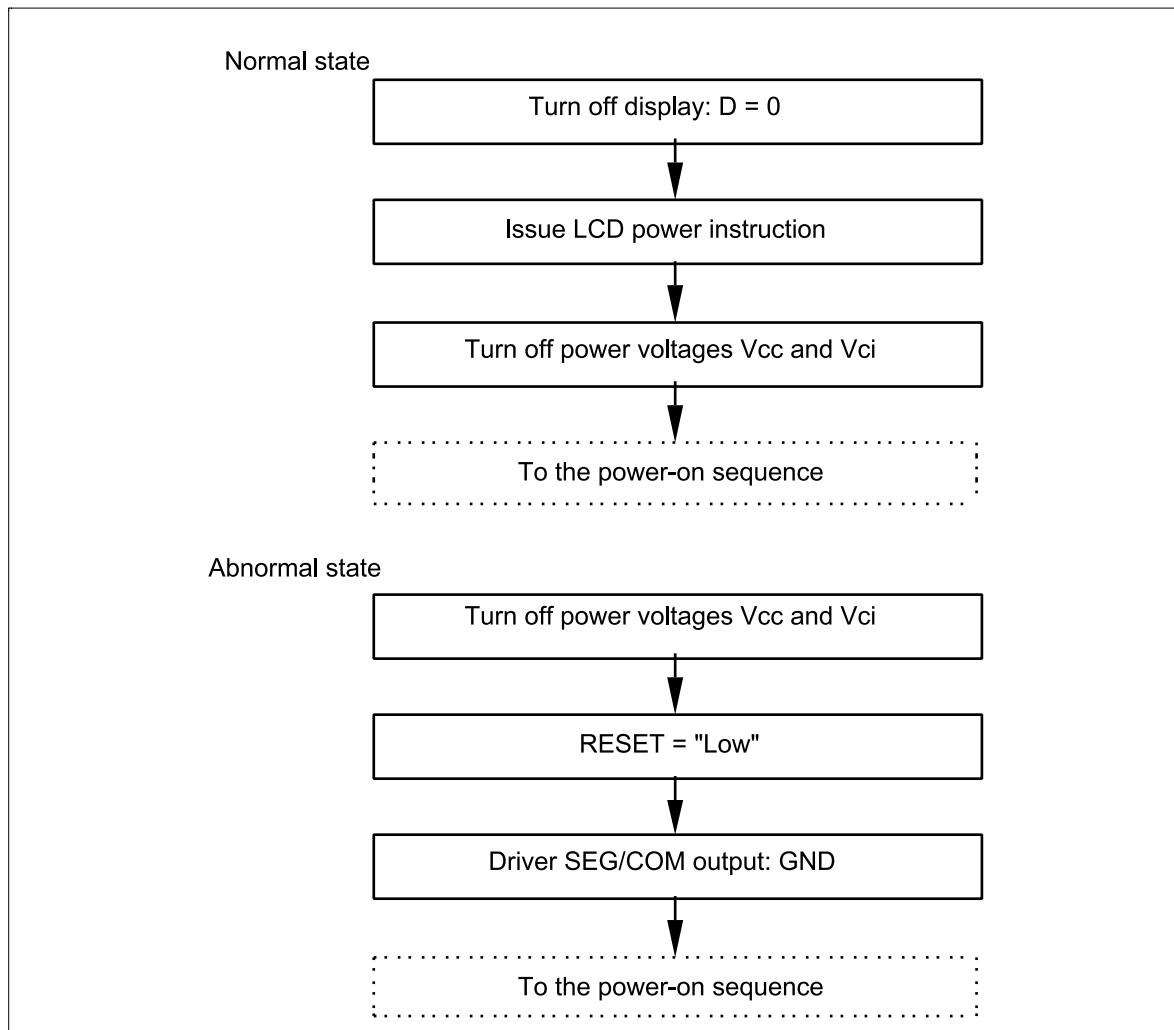 Normal state
Turn off display: D = 0
Issue LCD power instruction
Turn off power voltages Vcc and Vci
To the power-on sequence
Abnormal state
Turn off power voltages Vcc and Vci
RESET = "Low"
Driver SEG/COM output: GND
To the power-on sequence